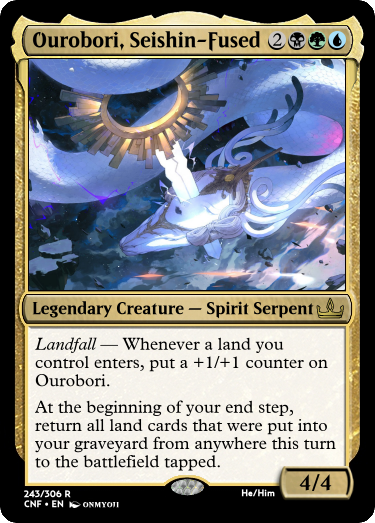 Ourobori, Seishin-Fused 2
Legendary Creature — Spirit Serpent
Landfall — Whenever a land you
control enters, put a +1/+1 counter on
Ourobori.
At the beginning of your end step,
return all land cards that were put into
your graveyard from anywhere this turn
to the battlefield tapped.
4/4
243/306 R
He/Him
CNF • EN ONMYOJI